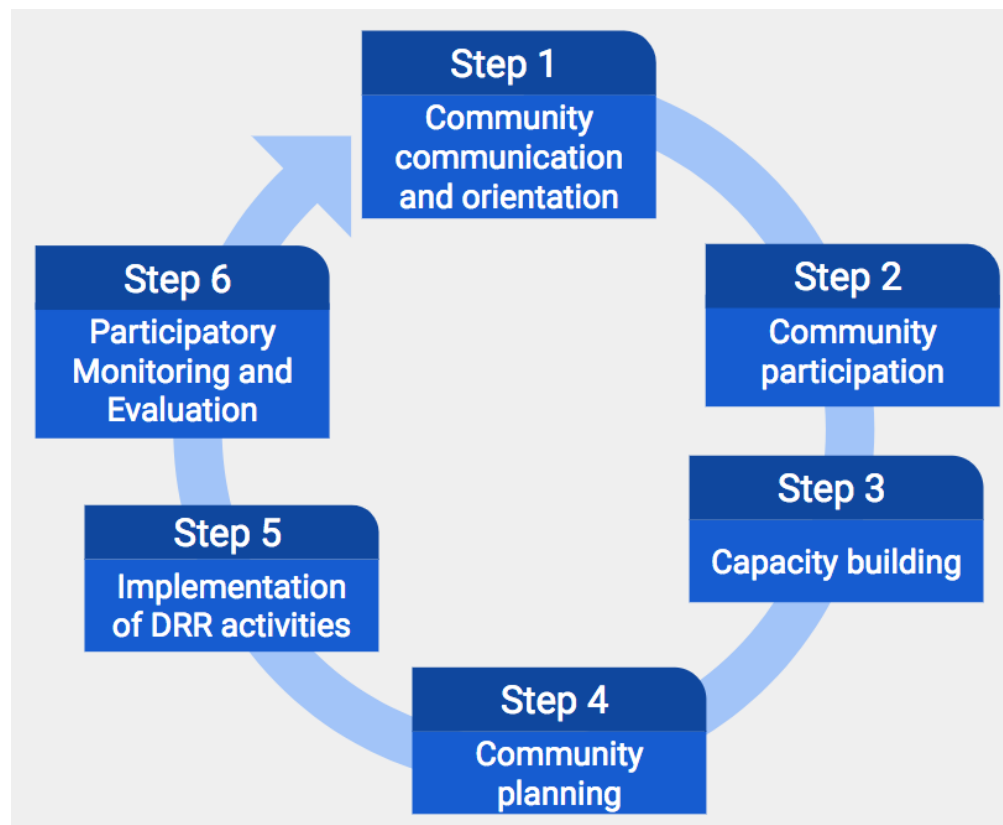 Step 1
Community
communication
and orientation
Step 2
Community
participation
Step 3
Capacity building
Step 4
Community
planning
Step 5
Implementation
of DRR activities
Step 6
Participatory
Monitoring and
Evaluation